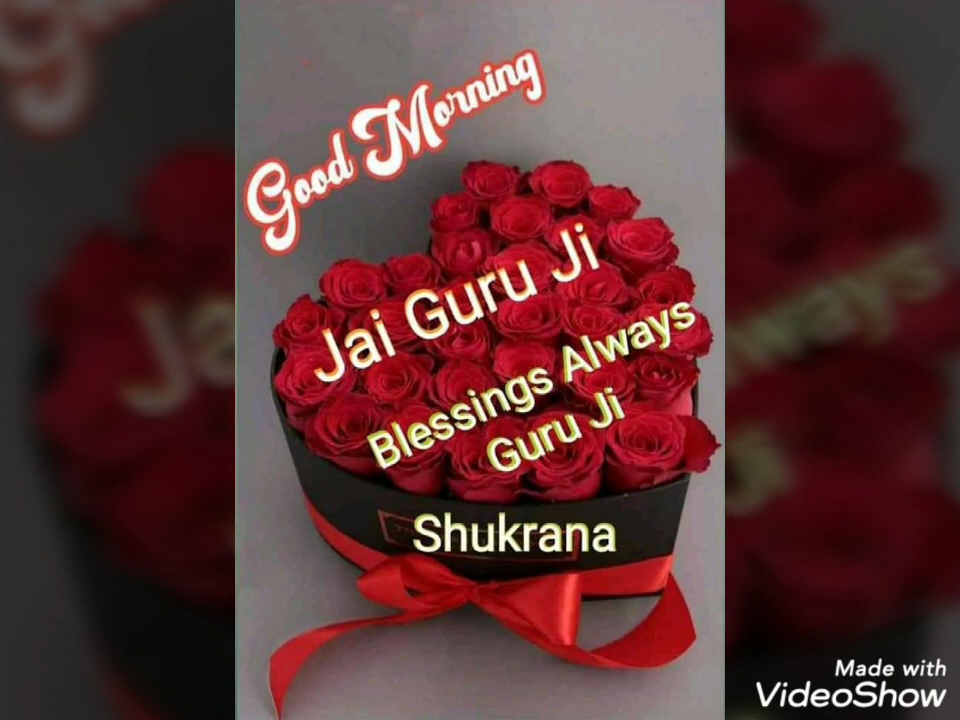 Good Morning
Jai Guru Ji
Blessings Always
Guru Ji
Shukrana
Made with
VideoShow